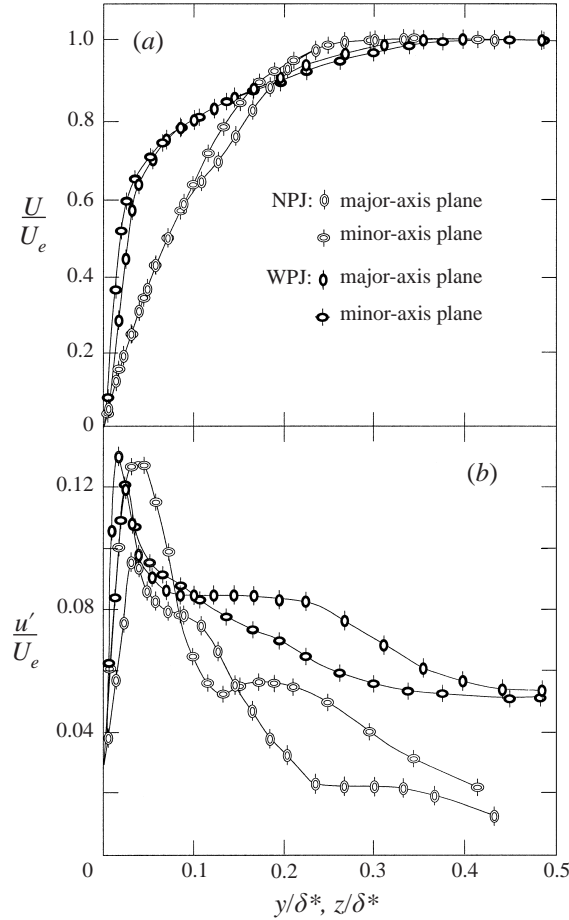 (a)
1.0
0.8
0.6
U
U_e
0.4
0.2
0
NPJ: major-axis plane
minor-axis plane
WPJ: major-axis plane
minor-axis plane
(b)
0.12
0.08
u′
U_e
0.04
0 0.1 0.2 0.3 0.4 0.5
y/δ*, z/δ*